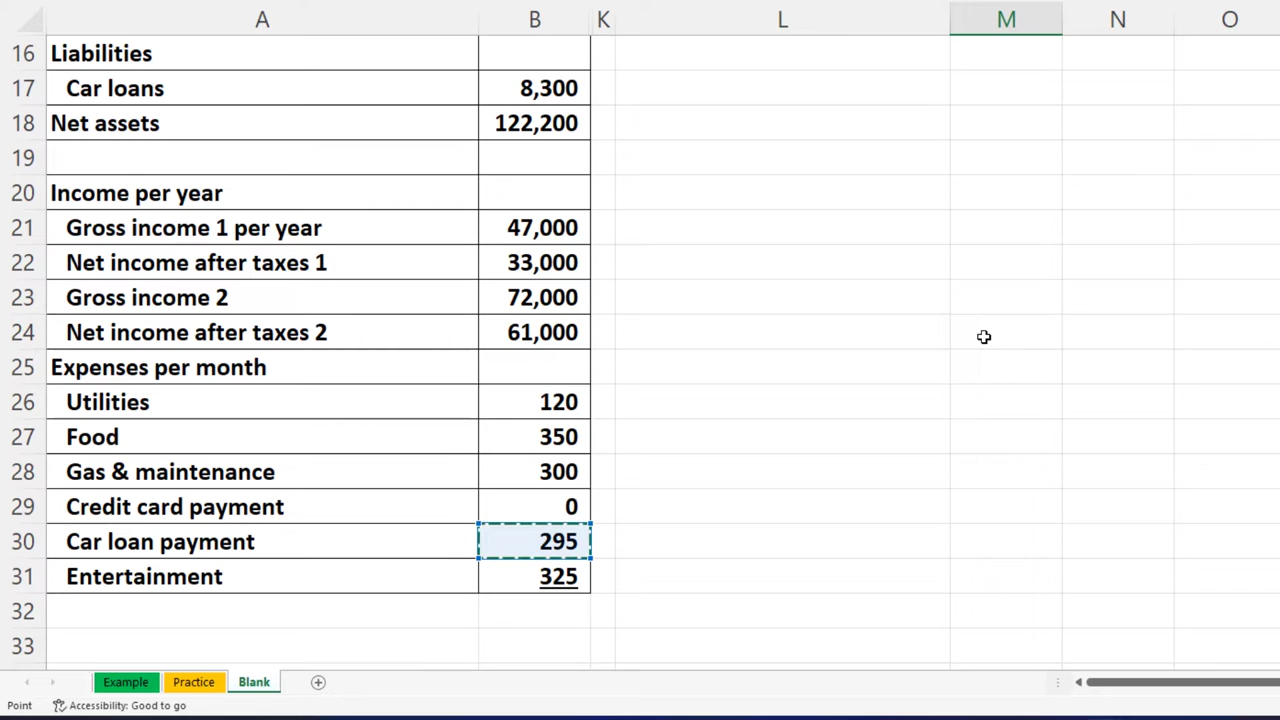 A B K L M N O
16 Liabilities
17 Car loans 8,300
18 Net assets 122,200
19
20 Income per year
21 Gross income 1 per year 47,000
22 Net income after taxes 1 33,000
23 Gross income 2 72,000
24 Net income after taxes 2 61,000
25 Expenses per month
26 Utilities 120
27 Food 350
28 Gas & maintenance 300
29 Credit card payment 0
30 Car loan payment 295
31 Entertainment 325
32
33
Example Practice Blank
Point Accessibility: Good to go